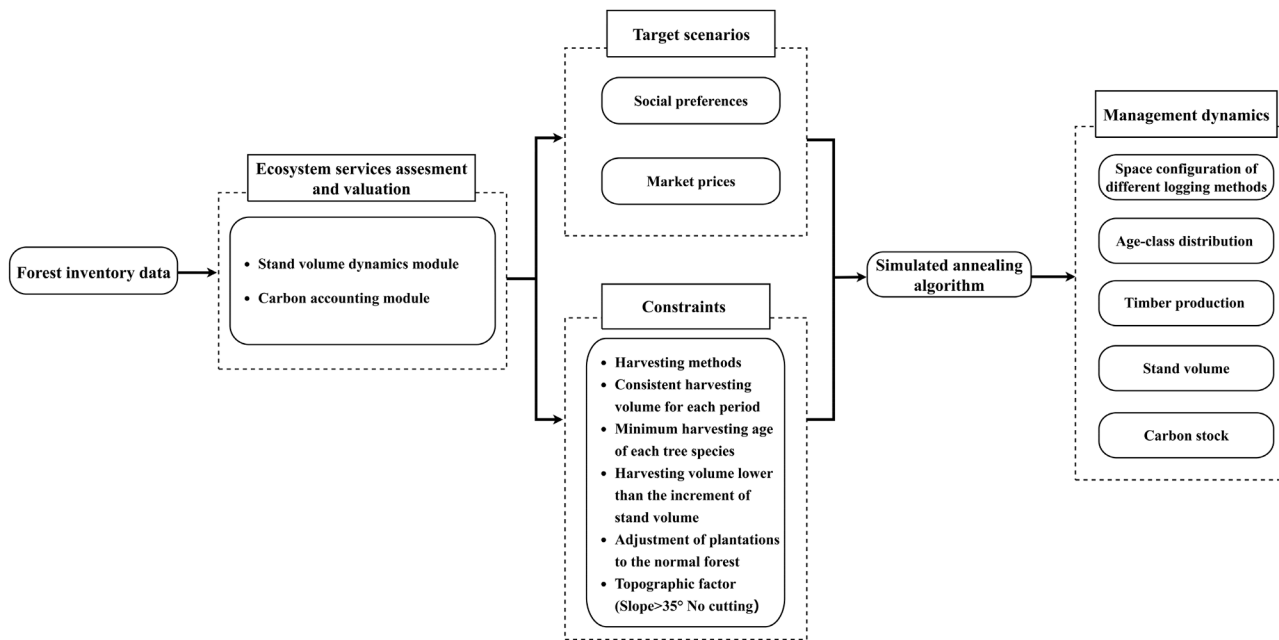 Forest inventory data
Ecosystem services assesment
and valuation
• Stand volume dynamics module
• Carbon accounting module
Target scenarios
Social preferences
Market prices
Constraints
• Harvesting methods
• Consistent harvesting
volume for each period
• Minimum harvesting age
of each tree species
• Harvesting volume lower
than the increment of
stand volume
• Adjustment of plantations
to the normal forest
• Topographic factor
(Slope>35° No cutting）
Simulated annealing
algorithm
Management dynamics
Space configuration of
different logging methods
Age-class distribution
Timber production
Stand volume
Carbon stock